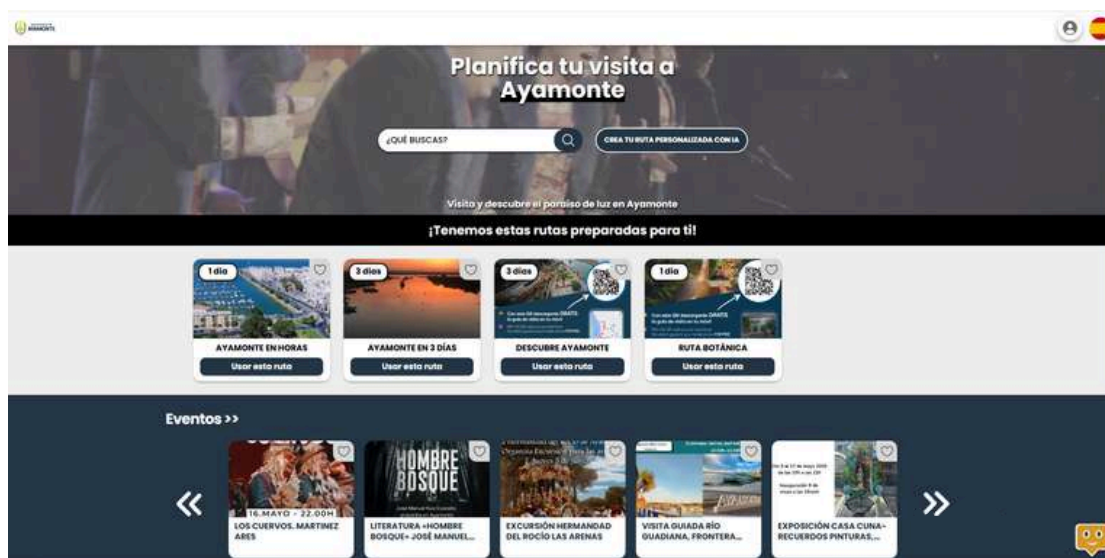 AYAMONTE
Planifica tu visita a
Ayamonte
¿QUÉ BUSCAS?
CREA TU RUTA PERSONALIZADA CON IA
Visita y descubre el paraíso de luz en Ayamonte
¡Tenemos estas rutas preparadas para ti!
1 día
3 días
3 días
1 día
AYAMONTE EN HORAS
AYAMONTE EN 3 DÍAS
DESCUBRE AYAMONTE
RUTA BOTÁNICA
Usar esta ruta
Usar esta ruta
Usar esta ruta
Usar esta ruta
Eventos >>
16.MAYO - 22.00H
LOS CUERVOS. MARTINEZ
ARES
HOMBRE
BOSQUE
LITERATURA «HOMBRE
BOSQUE» JOSÉ MANUEL...
EXCURSIÓN HERMANDAD
DEL ROCÍO LAS ARENAS
VISITA GUIADA RÍO
GUADIANA, FRONTERA...
EXPOSICIÓN CASA CUNA-
RECUERDOS PINTURAS,...